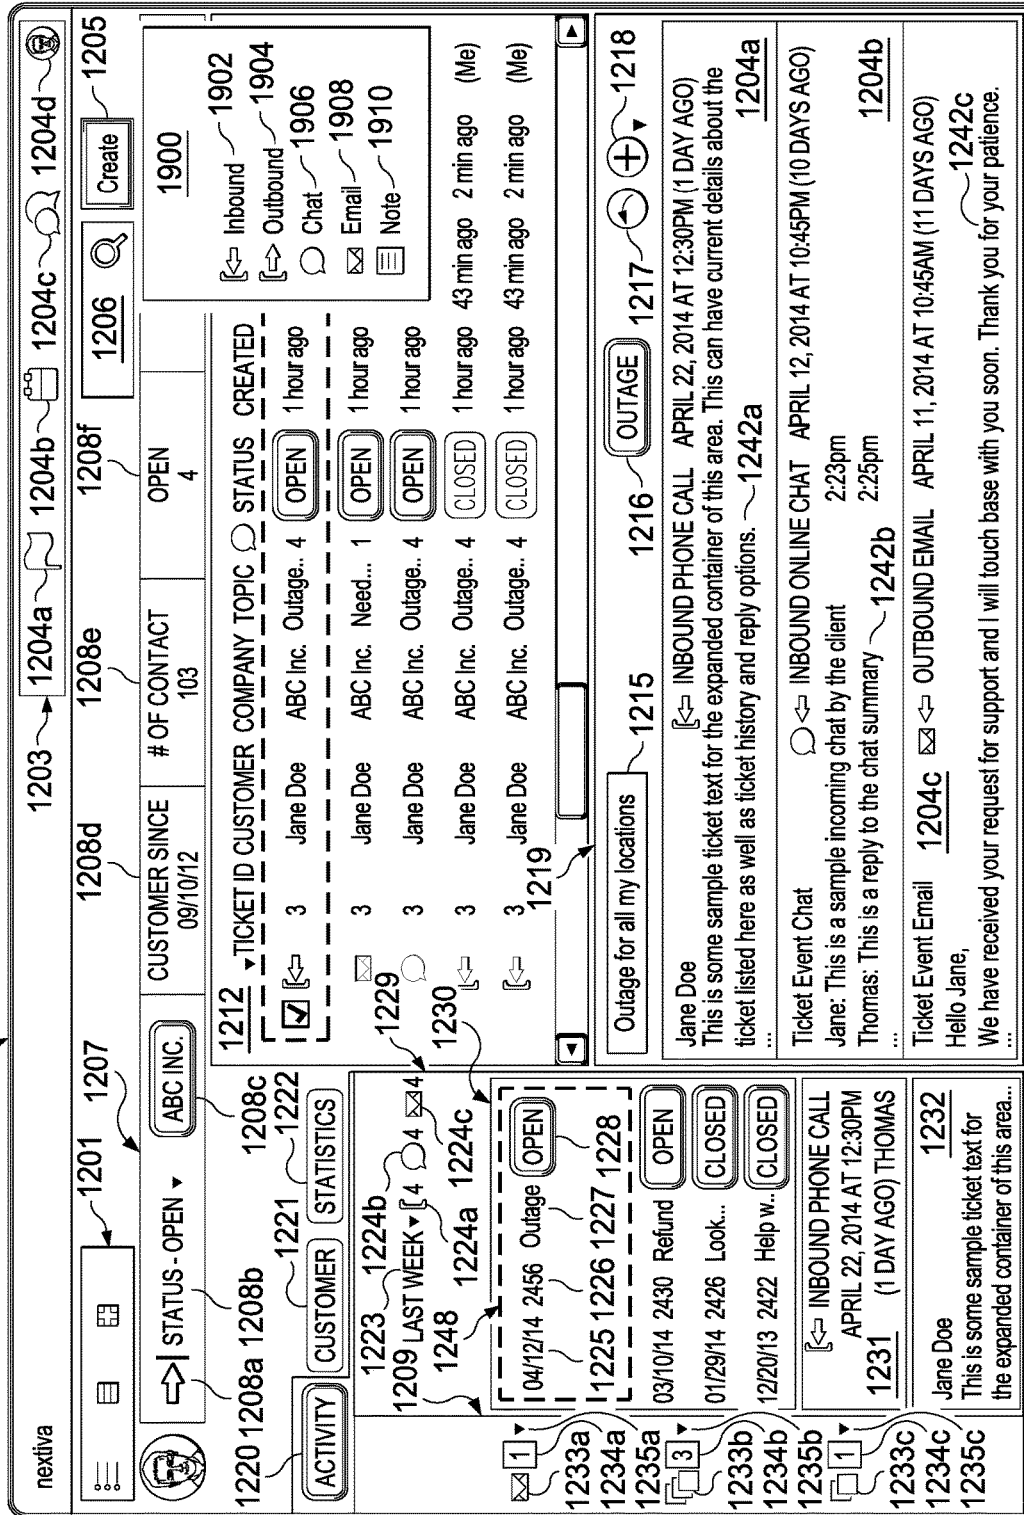 nextiva
1203
1204a
1204b
1204c
1204d
1201
1207
1208d
1208e
1208f
1206
Create
1205
STATUS - OPEN
ABC INC.
CUSTOMER SINCE
09/10/12
# OF CONTACT
103
OPEN
4
1208a
1208b
1208c
1900
Inbound
1902
Outbound
1904
Chat
1906
Email
1908
Note
1910
1220
1221
1222
ACTIVITY
CUSTOMER
STATISTICS
1212
TICKET ID CUSTOMER COMPANY TOPIC STATUS CREATED
3 Jane Doe ABC Inc. Outage.. 4 OPEN 1 hour ago
3 Jane Doe ABC Inc. Need... 1 OPEN 1 hour ago
3 Jane Doe ABC Inc. Outage.. 4 OPEN 1 hour ago
3 Jane Doe ABC Inc. Outage.. 4 CLOSED 1 hour ago 43 min ago 2 min ago (Me)
3 Jane Doe ABC Inc. Outage.. 4 CLOSED 1 hour ago 43 min ago 2 min ago (Me)
1223
1224b
1229
1209
LAST WEEK
4
4
4
1224a
1224c
1230
1248
04/12/14 2456 Outage OPEN
1225
1226
1227
1228
03/10/14 2430 Refund OPEN
01/29/14 2426 Look... CLOSED
12/20/13 2422 Help w.. CLOSED
INBOUND PHONE CALL
APRIL 22, 2014 AT 12:30PM
(1 DAY AGO) THOMAS
1231
Jane Doe
1232
This is some sample ticket text for
the expanded container of this area...
1
1233a
1234a
1235a
3
1233b
1234b
1235b
1
1233c
1234c
1235c
1219
Outage for all my locations
1215
1216
OUTAGE
1217
1218
Jane Doe
INBOUND PHONE CALL APRIL 22, 2014 AT 12:30PM (1 DAY AGO)
This is some sample ticket text for the expanded container of this area. This can have current details about the
ticket listed here as well as ticket history and reply options.
1242a
1204a
...
Ticket Event Chat
INBOUND ONLINE CHAT APRIL 12, 2014 AT 10:45PM (10 DAYS AGO)
Jane: This is a sample incoming chat by the client 2:23pm
Thomas: This is a reply to the chat summary 2:25pm
1242b
1204b
...
Ticket Event Email
1204c
OUTBOUND EMAIL APRIL 11, 2014 AT 10:45AM (11 DAYS AGO)
Hello Jane,
1242c
We have received your request for support and I will touch base with you soon. Thank you for your patience.
...